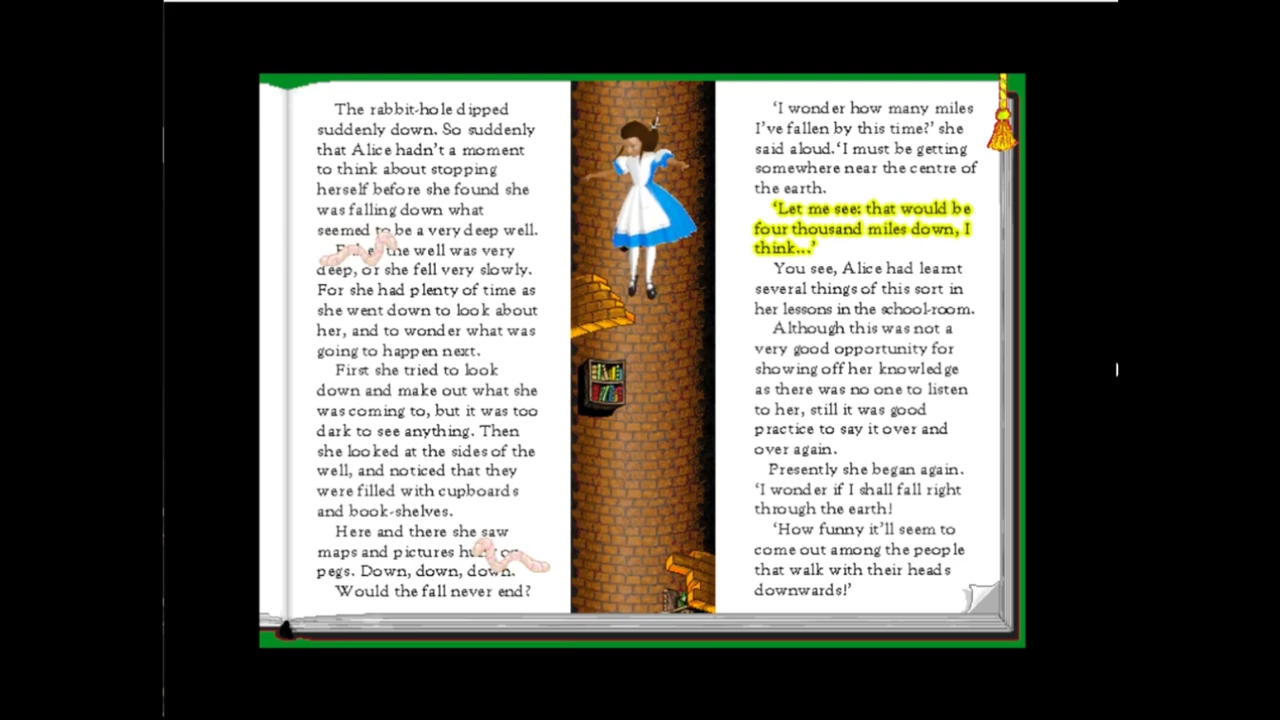 The rabbit-hole dipped
suddenly down. So suddenly
that Alice hadn't a moment
to think about stopping
herself before she found she
was falling down what
seemed to be a very deep well.
the well was very
deep, or she fell very slowly.
For she had plenty of time as
she went down to look about
her, and to wonder what was
going to happen next.
First she tried to look
down and make out what she
was coming to, but it was too
dark to see anything. Then
she looked at the sides of the
well, and noticed that they
were filled with cupboards
and book-shelves.
Here and there she saw
maps and pictures
pegs. Down, down, down.
Would the fall never end?
‘I wonder how many miles
I’ve fallen by this time?’ she
said aloud.‘I must be getting
somewhere near the centre of
the earth.
‘Let me see: that would be
four thousand miles down, I
think...’
You see, Alice had learnt
several things of this sort in
her lessons in the school-room.
Although this was not a
very good opportunity for
showing off her knowledge
as there was no one to listen
to her, still it was good
practice to say it over and
over again.
Presently she began again.
‘I wonder if I shall fall right
through the earth!
‘How funny it’ll seem to
come out among the people
that walk with their heads
downwards!’